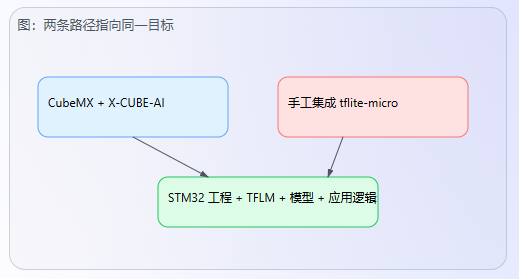 图：两条路径指向同一目标
CubeMX + X-CUBE-AI
手工集成 tflite-micro
STM32 工程 + TFLM + 模型 + 应用逻辑